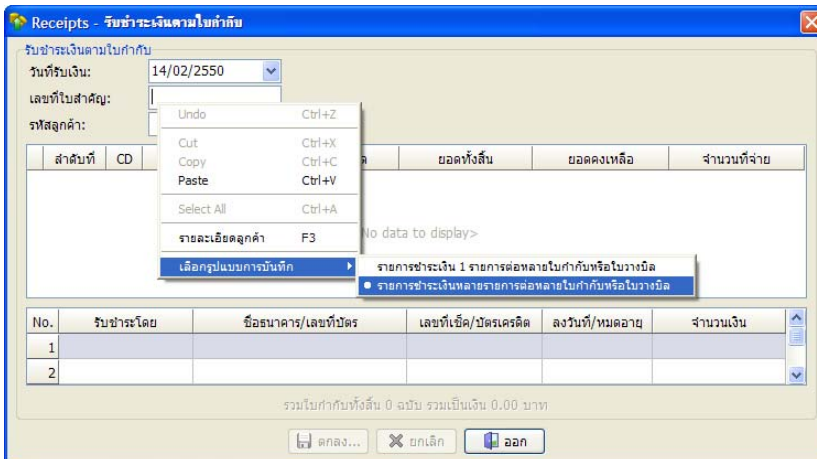 Receipts - รับชำระเงินตามใบกำกับ
รับชำระเงินตามใบกำกับ
วันที่รับเงิน: 14/02/2550
เลขที่ใบสำคัญ:
รหัสลูกค้า:
Undo Ctrl+Z
Cut Ctrl+X
Copy Ctrl+C
Paste Ctrl+V
Select All Ctrl+A
รายละเอียดลูกค้า F3
เลือกรูปแบบการบันทึก
รายการชำระเงิน 1 รายการต่อหลายใบกำกับหรือใบวางบิล
รายการชำระเงินหลายรายการต่อหลายใบกำกับหรือใบวางบิล
ลำดับที่ CD ยอดทั้งสิ้น ยอดคงเหลือ จำนวนที่จ่าย
No data to display>
No. รับชำระโดย ชื่อธนาคาร/เลขที่บัตร เลขที่เช็ค/บัตรเครดิต ลงวันที่/หมดอายุ จำนวนเงิน
1
2
รวมใบกำกับทั้งสิ้น 0 ฉบับ รวมเป็นเงิน 0.00 บาท
ตกลง... ยกเลิก ออก